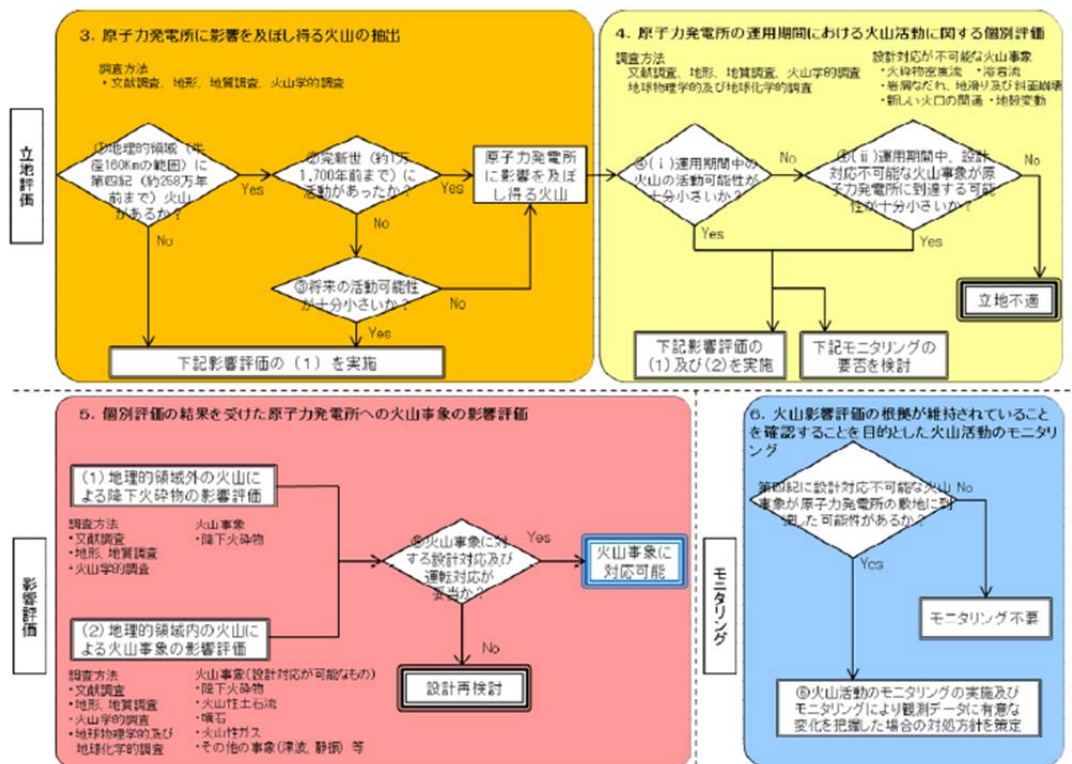 立地評価
3. 原子力発電所に影響を及ぼし得る火山の抽出
調査方法
・文献調査、地形、地質調査、火山学的調査
①地理的領域（半
径160Kmの範囲）に
第四紀（約258万年
前まで）火山
があるか？
Yes
No
②完新世（約1万
1,700年前まで）に
活動があったか？
Yes
No
③将来の活動可能性
が十分小さいか？
No
Yes
原子力発電所
に影響を及ぼ
し得る火山
下記影響評価の（1）を実施
4. 原子力発電所の運用期間における火山活動に関する個別評価
調査方法
文献調査、地形、地質調査、火山学的調査
地球物理学的及び地球化学的調査
設計対応が不可能な火山事象
・火砕物密度流 ・溶岩流
・岩屑なだれ、地滑り及び斜面崩壊
・新しい火口の開通 ・地殻変動
(ⅰ)運用期間中の
火山の活動可能性が
十分小さいか？
No
Yes
(ⅱ)運用期間中、設計
対応不可能な火山事象が
原子力発電所に到達する可能
性が十分小さいか？
No
Yes
立地不適
下記影響評価の
(1)及び(2)を実施
下記モニタリングの
要否を検討
影響評価
5. 個別評価の結果を受けた原子力発電所への火山事象の影響評価
(1)地理的領域外の火山に
よる降下火砕物の影響評価
調査方法
・文献調査
・地形、地質調査
・火山学的調査
火山事象
・降下火砕物
(2)地理的領域内の火山に
よる火山事象の影響評価
調査方法
・文献調査
・地形、地質調査
・火山学的調査
・地球物理学的及び
地球化学的調査
火山事象(設計対応が可能なもの)
・降下火砕物
・火山性土石流
・噴石
・火山性ガス
・その他の事象(津波、静振) 等
火山事象に対
する設計対応及び
運転対応が
妥当か？
Yes
No
火山事象に
対応可能
設計再検討
モニタリング
6. 火山影響評価の根拠が維持されていること
を確認することを目的とした火山活動のモニタ
リング
第四紀に設計対応不可能な火山
事象が原子力発電所の敷地に到
達した可能性があるか？
No
Yes
モニタリング不要
⑥火山活動のモニタリングの実施及び
モニタリングにより観測データに有意な
変化を把握した場合の対処方針を策定